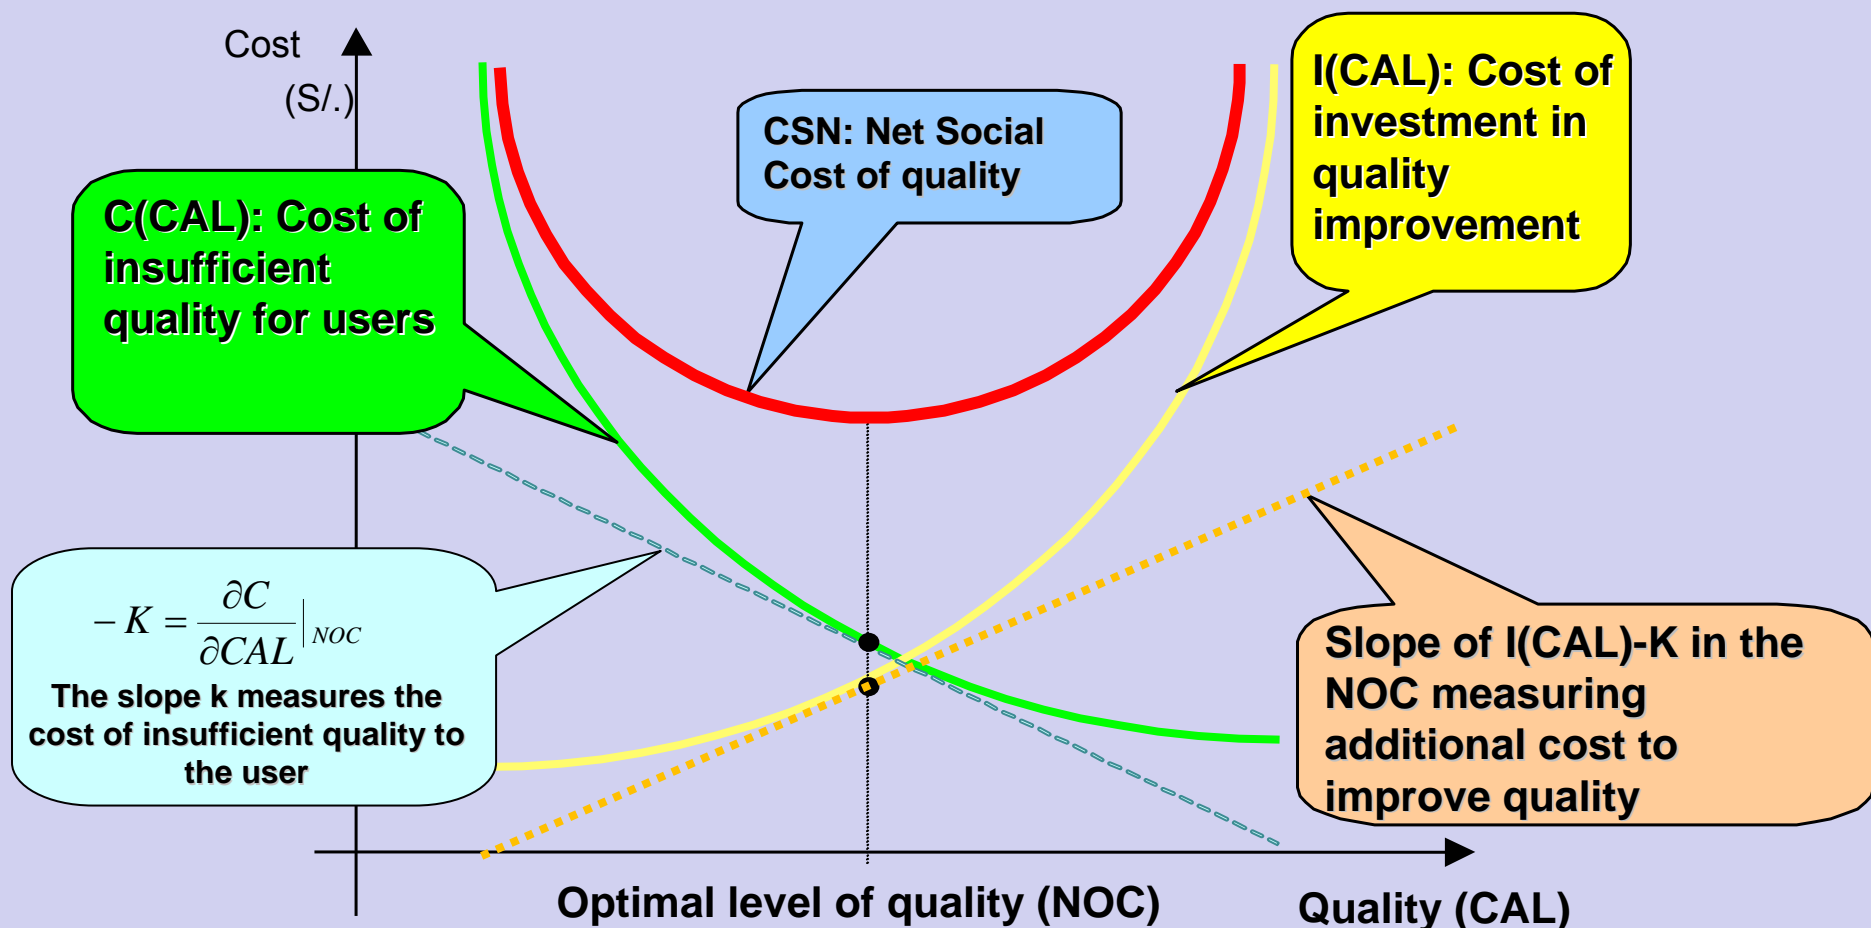 Cost
(S/.)
CSN: Net Social
Cost of quality
I(CAL): Cost of
investment in
quality
improvement
C(CAL): Cost of
insufficient
quality for users
− K = ∂C / ∂CAL | NOC
The slope k measures the
cost of insufficient quality to
the user
Slope of I(CAL)-K in the
NOC measuring
additional cost to
improve quality
Optimal level of quality (NOC)
Quality (CAL)